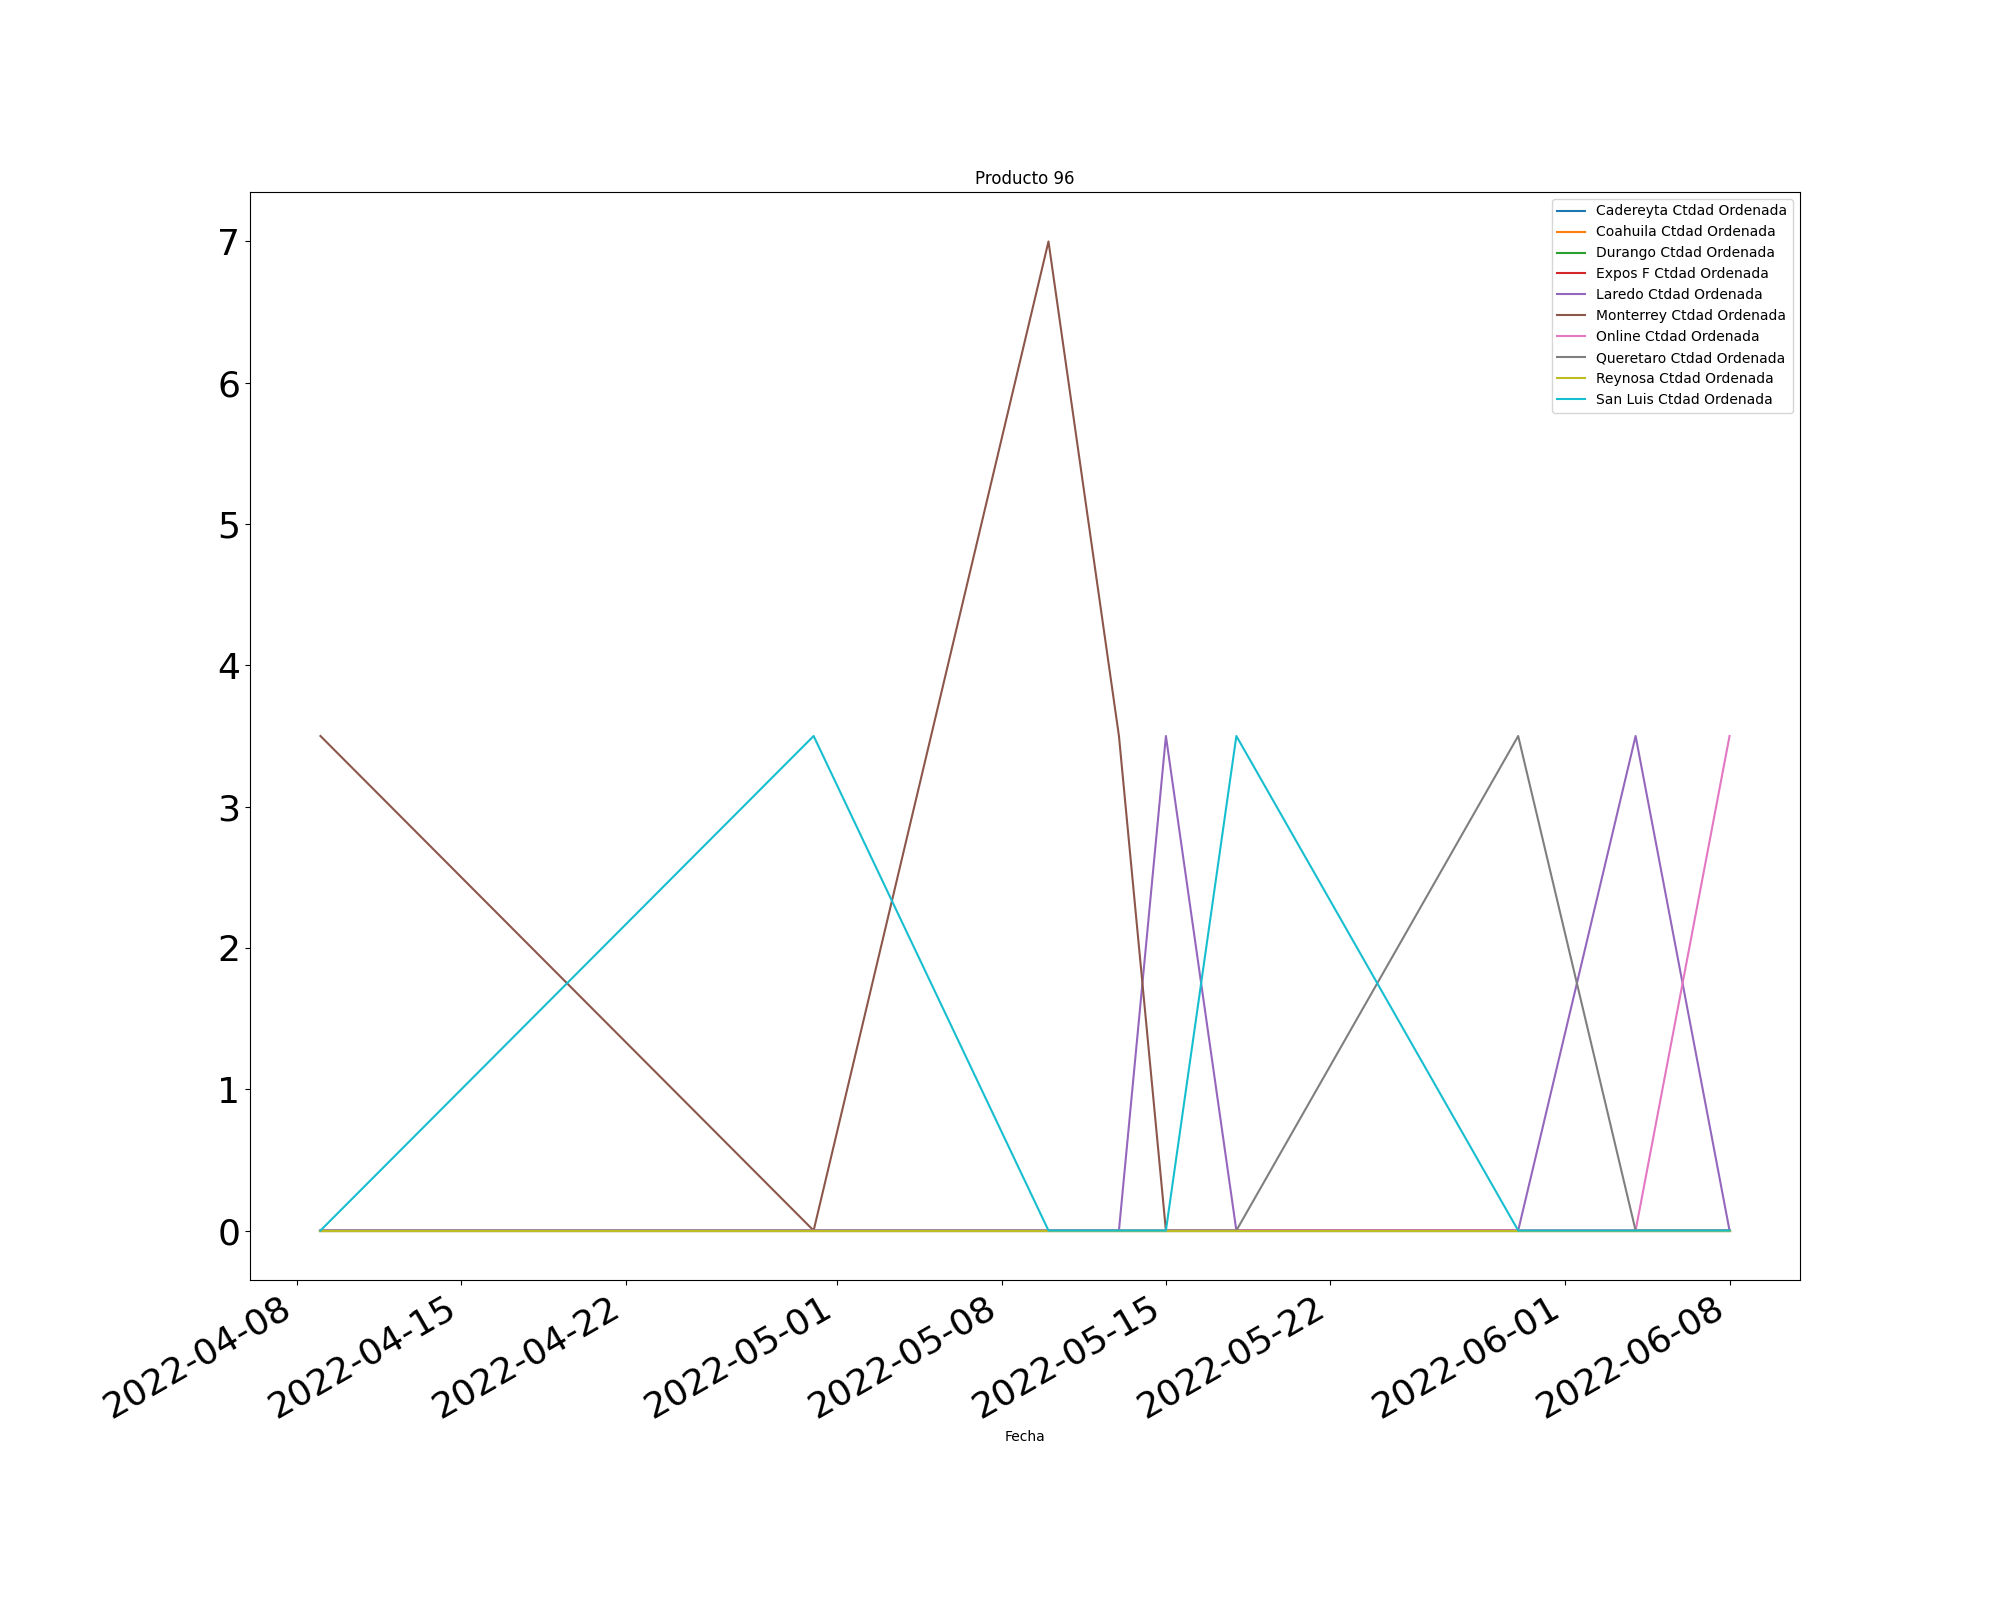 Producto 96
Cadereyta Ctdad Ordenada
Coahuila Ctdad Ordenada
Durango Ctdad Ordenada
Expos F Ctdad Ordenada
Laredo Ctdad Ordenada
Monterrey Ctdad Ordenada
Online Ctdad Ordenada
Queretaro Ctdad Ordenada
Reynosa Ctdad Ordenada
San Luis Ctdad Ordenada
7
6
5
4
3
2
1
0
2022-04-08
2022-04-15
2022-04-22
2022-05-01
2022-05-08
2022-05-15
2022-05-22
2022-06-01
2022-06-08
Fecha